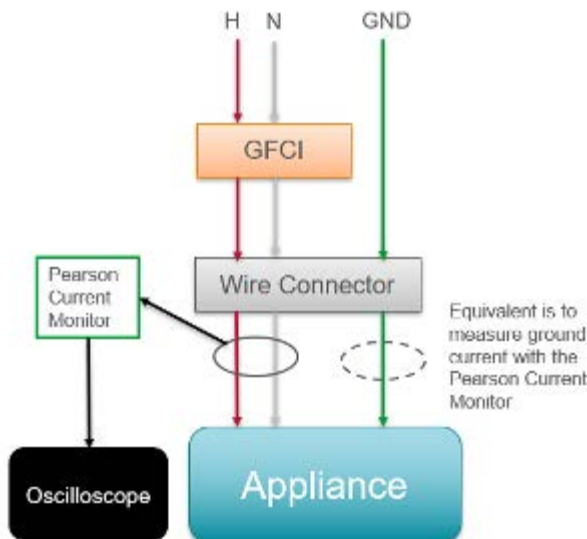 H N GND
GFCI
Wire Connector
Pearson
Current
Monitor
Equivalent is to
measure ground
current with the
Pearson Current
Monitor
Oscilloscope
Appliance